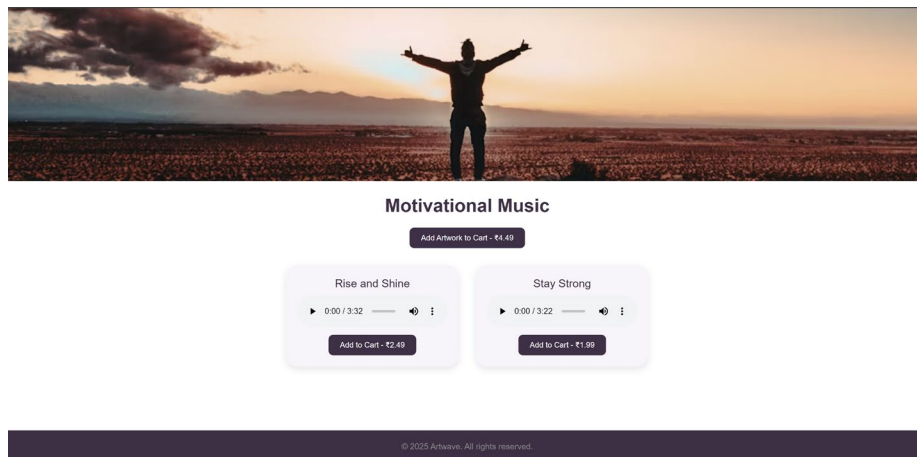 Motivational Music
Add Artwork to Cart - ₹4.49
Rise and Shine
0:00 / 3:32
Add to Cart - ₹2.49
Stay Strong
0:00 / 3:22
Add to Cart - ₹1.99
© 2025 Artwave. All rights reserved.